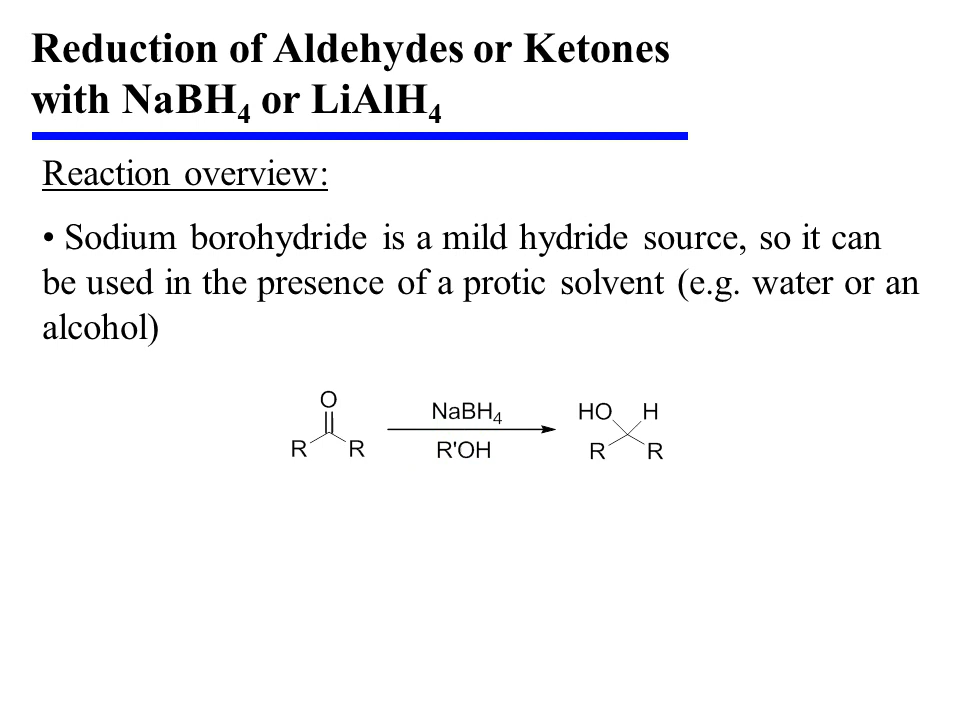 Reduction of Aldehydes or Ketones
with NaBH₄ or LiAlH₄
Reaction overview:
• Sodium borohydride is a mild hydride source, so it can
be used in the presence of a protic solvent (e.g. water or an
alcohol)
O
R R
NaBH₄
R'OH
HO H
R R